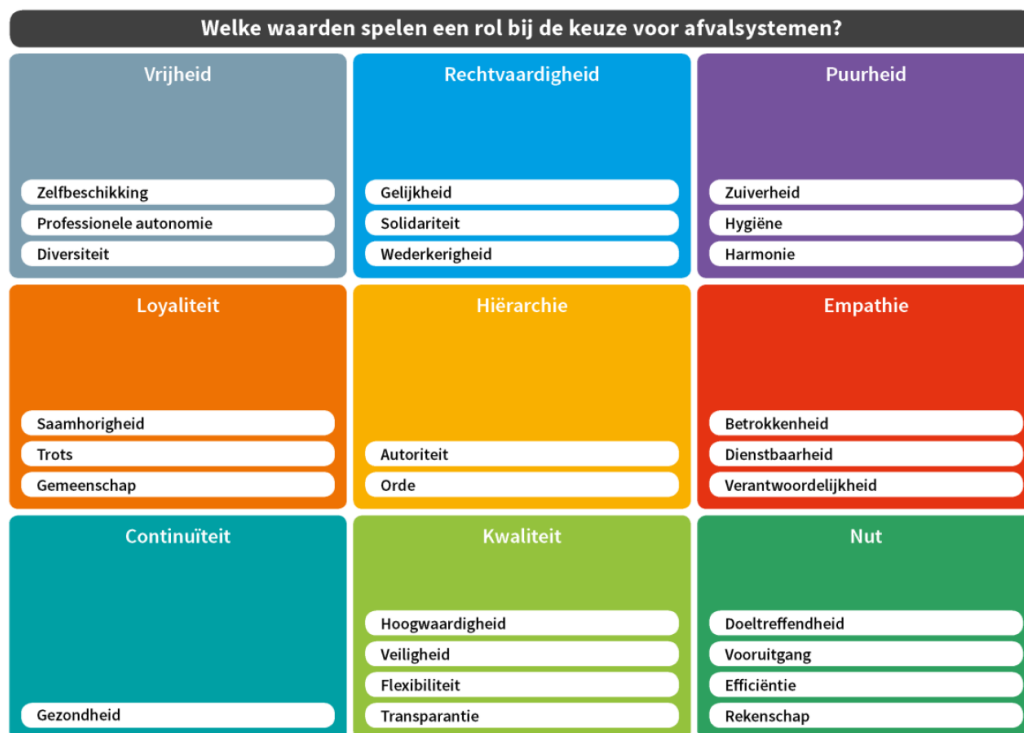 Welke waarden spelen een rol bij de keuze voor afvalsystemen?
Vrijheid
Zelfbeschikking
Professionele autonomie
Diversiteit
Rechtvaardigheid
Gelijkheid
Solidariteit
Wederkerigheid
Puurheid
Zuiverheid
Hygiëne
Harmonie
Loyaliteit
Saamhorigheid
Trots
Gemeenschap
Hiërarchie
Autoriteit
Orde
Empathie
Betrokkenheid
Dienstbaarheid
Verantwoordelijkheid
Continuïteit
Gezondheid
Kwaliteit
Hoogwaardigheid
Veiligheid
Flexibiliteit
Transparantie
Nut
Doeltreffendheid
Vooruitgang
Efficiëntie
Rekenschap